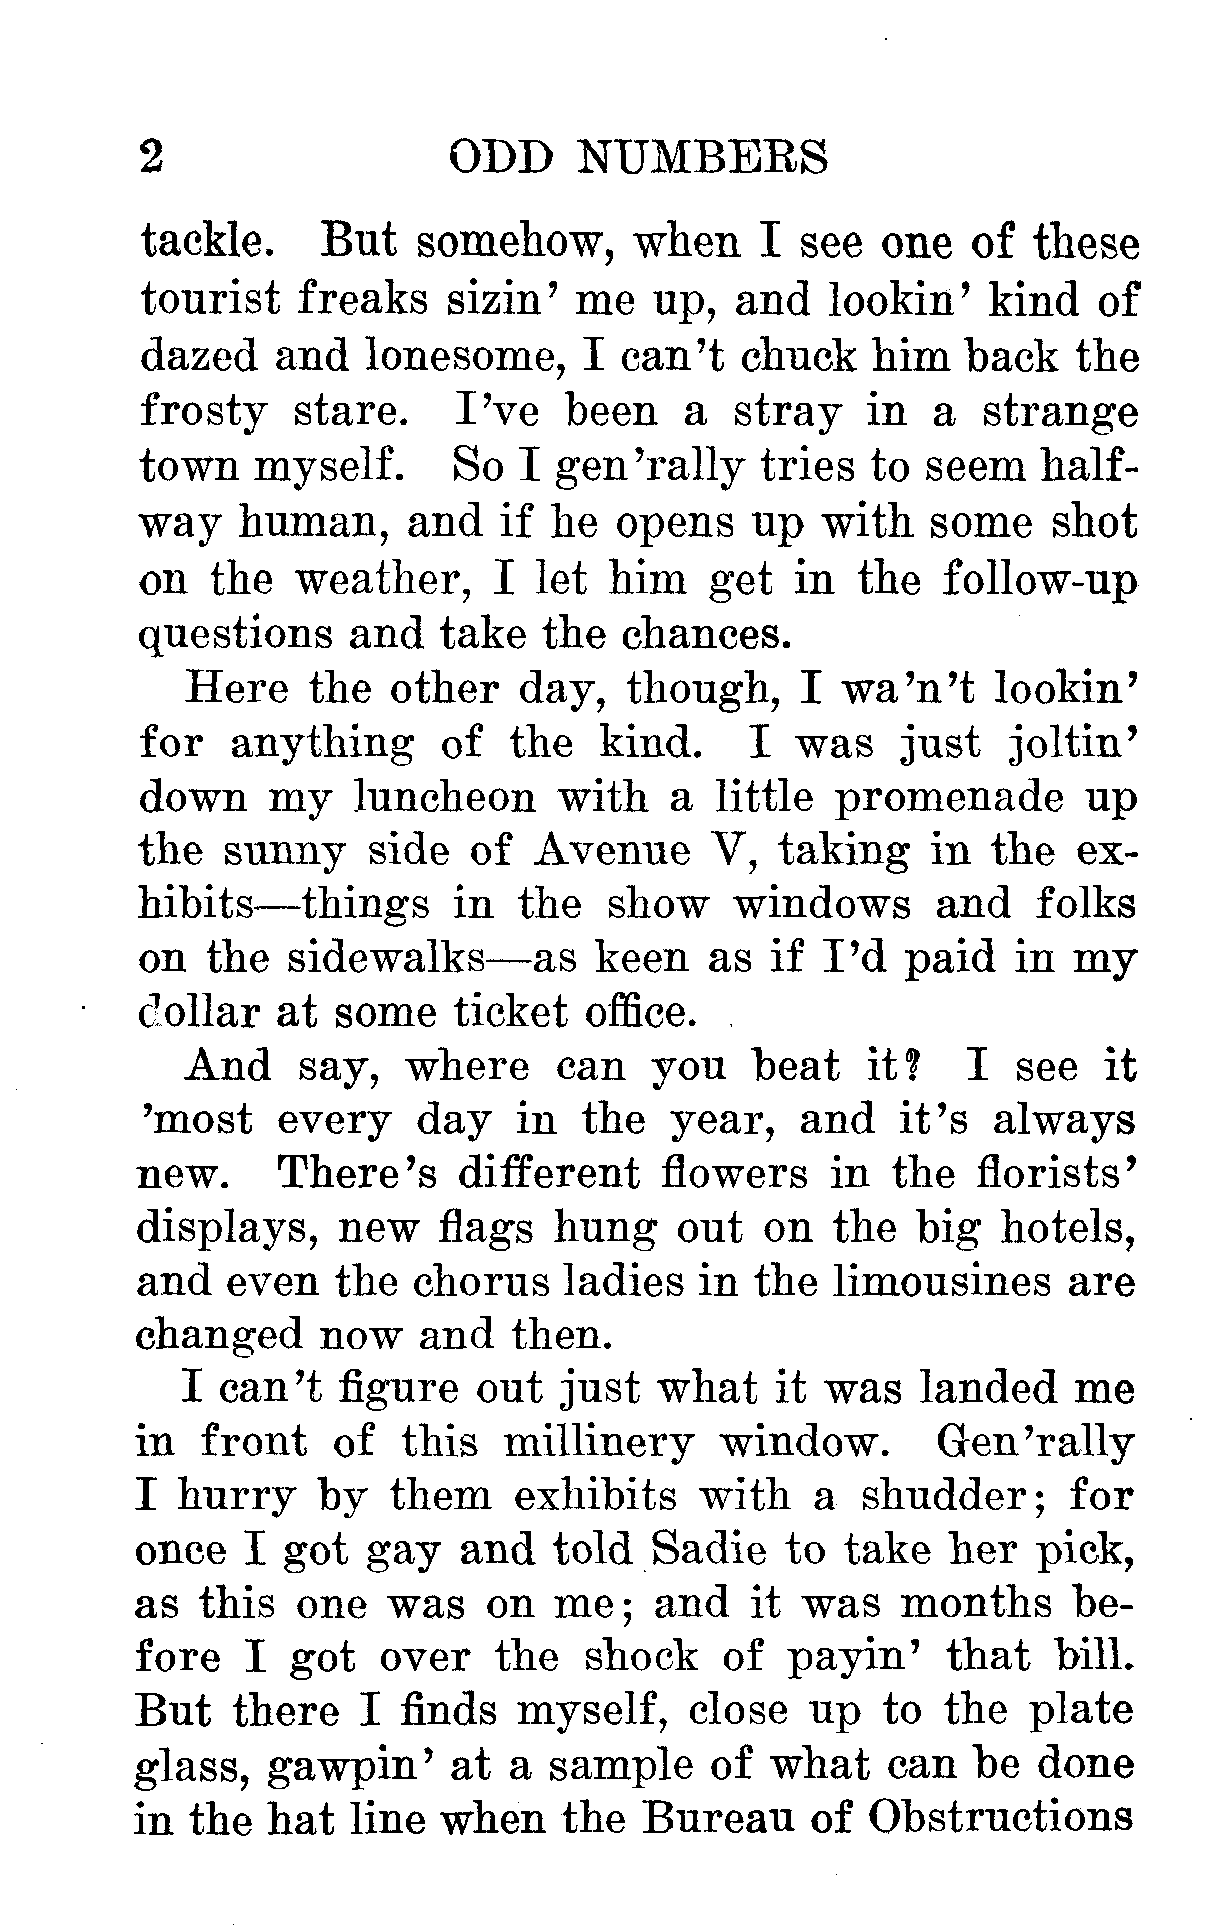 2 ODD NUMBERS
tackle. But somehow, when I see one of these
tourist freaks sizin' me up, and lookin' kind of
dazed and lonesome, I can't chuck him back the
frosty stare. I've been a stray in a strange
town myself. So I gen'rally tries to seem half-
way human, and if he opens up with some shot
on the weather, I let him get in the follow-up
questions and take the chances.
Here the other day, though, I wa'n't lookin'
for anything of the kind. I was just joltin'
down my luncheon with a little promenade up
the sunny side of Avenue V, taking in the ex-
hibits—things in the show windows and folks
on the sidewalks—as keen as if I'd paid in my
dollar at some ticket office.
And say, where can you beat it? I see it
'most every day in the year, and it's always
new. There's different flowers in the florists'
displays, new flags hung out on the big hotels,
and even the chorus ladies in the limousines are
changed now and then.
I can't figure out just what it was landed me
in front of this millinery window. Gen'rally
I hurry by them exhibits with a shudder; for
once I got gay and told Sadie to take her pick,
as this one was on me; and it was months be-
fore I got over the shock of payin' that bill.
But there I finds myself, close up to the plate
glass, gawpin' at a sample of what can be done
in the hat line when the Bureau of Obstructions